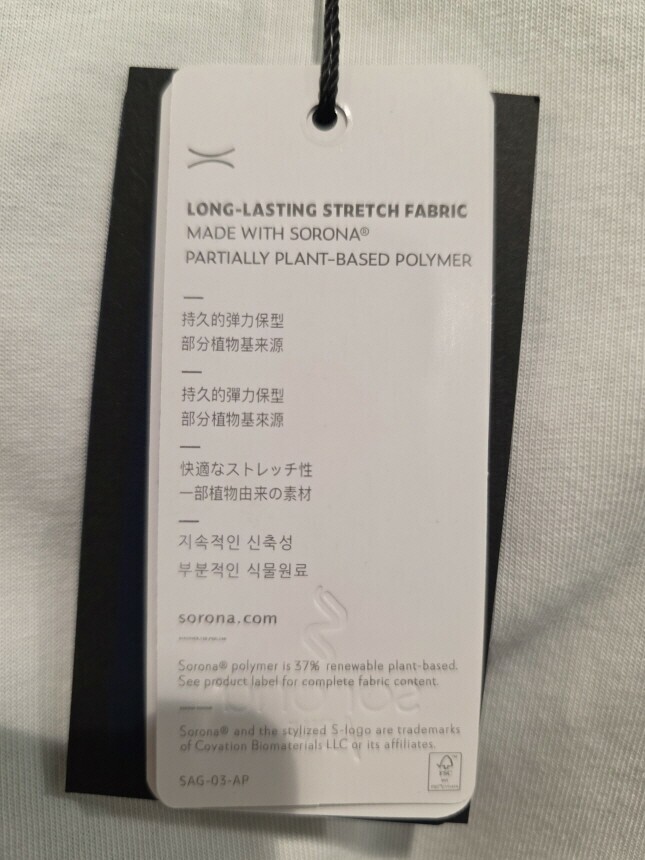 LONG-LASTING STRETCH FABRIC
MADE WITH SORONA®
PARTIALLY PLANT-BASED POLYMER
持久的弹力保型
部分植物基来源
持久的彈力保型
部分植物基來源
快適なストレッチ性
一部植物由来の素材
지속적인 신축성
부분적인 식물원료
sorona.com
Sorona® polymer is 37% renewable plant-based.
See product label for complete fabric content.
Sorona® and the stylized S-logo are trademarks
of Covation Biomaterials LLC or its affiliates.
SAG-03-AP
FSC